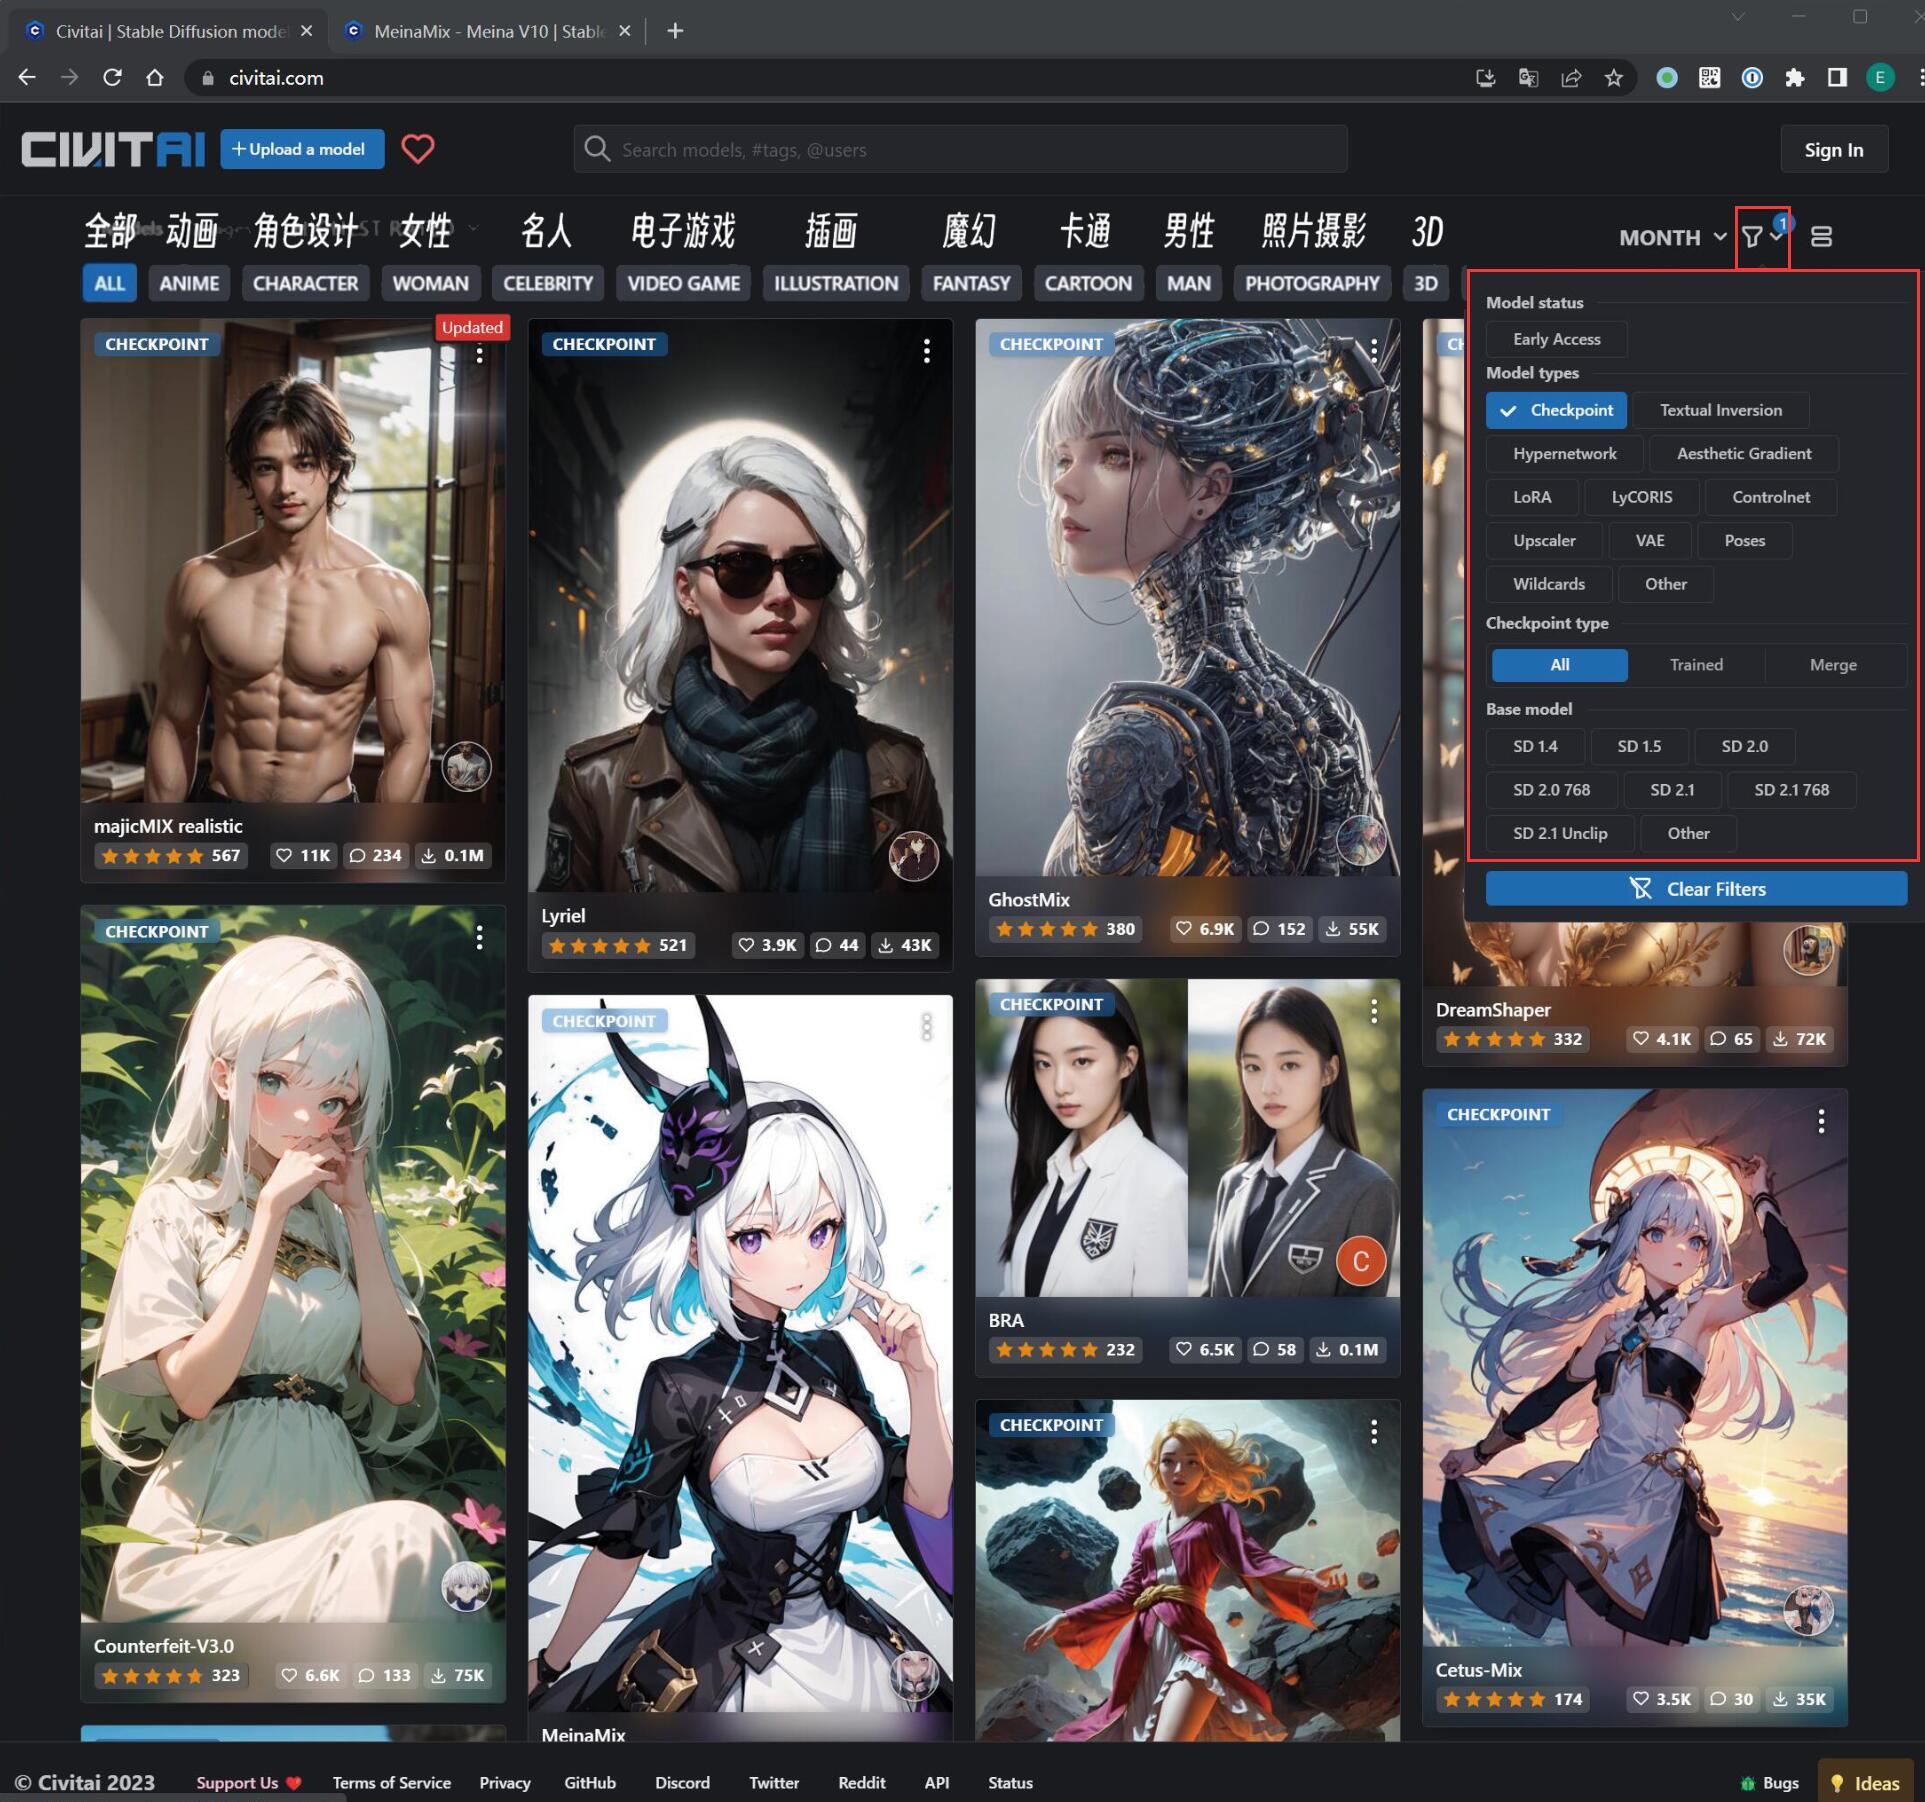 Civitai | Stable Diffusion mode
MeinaMix - Meina V10 | Stable
civitai.com
E
CIVITAI
+Upload a model
Search models, #tags, @users
Sign In
全部 动画 角色设计 女性 名人 电子游戏 插画 魔幻 卡通 男性 照片摄影 3D
MONTH
1
ALL ANIME CHARACTER WOMAN CELEBRITY VIDEO GAME ILLUSTRATION FANTASY CARTOON MAN PHOTOGRAPHY 3D
Updated
CHECKPOINT
majicMIX realistic
567 11K 234 0.1M
CHECKPOINT
Lyriel
521 3.9K 44 43K
CHECKPOINT
GhostMix
380 6.9K 152 55K
Model status
Early Access
Model types
Checkpoint Textual Inversion
Hypernetwork Aesthetic Gradient
LoRA LyCORIS Controlnet
Upscaler VAE Poses
Wildcards Other
Checkpoint type
All Trained Merge
Base model
SD 1.4 SD 1.5 SD 2.0
SD 2.0 768 SD 2.1 SD 2.1 768
SD 2.1 Unclip Other
Clear Filters
DreamShaper
332 4.1K 65 72K
CHECKPOINT
Counterfeit-V3.0
323 6.6K 133 75K
CHECKPOINT
MeinaMix
CHECKPOINT
C
BRA
232 6.5K 58 0.1M
CHECKPOINT
CHECKPOINT
Cetus-Mix
174 3.5K 30 35K
© Civitai 2023 Support Us Terms of Service Privacy GitHub Discord Twitter Reddit API Status Bugs Ideas